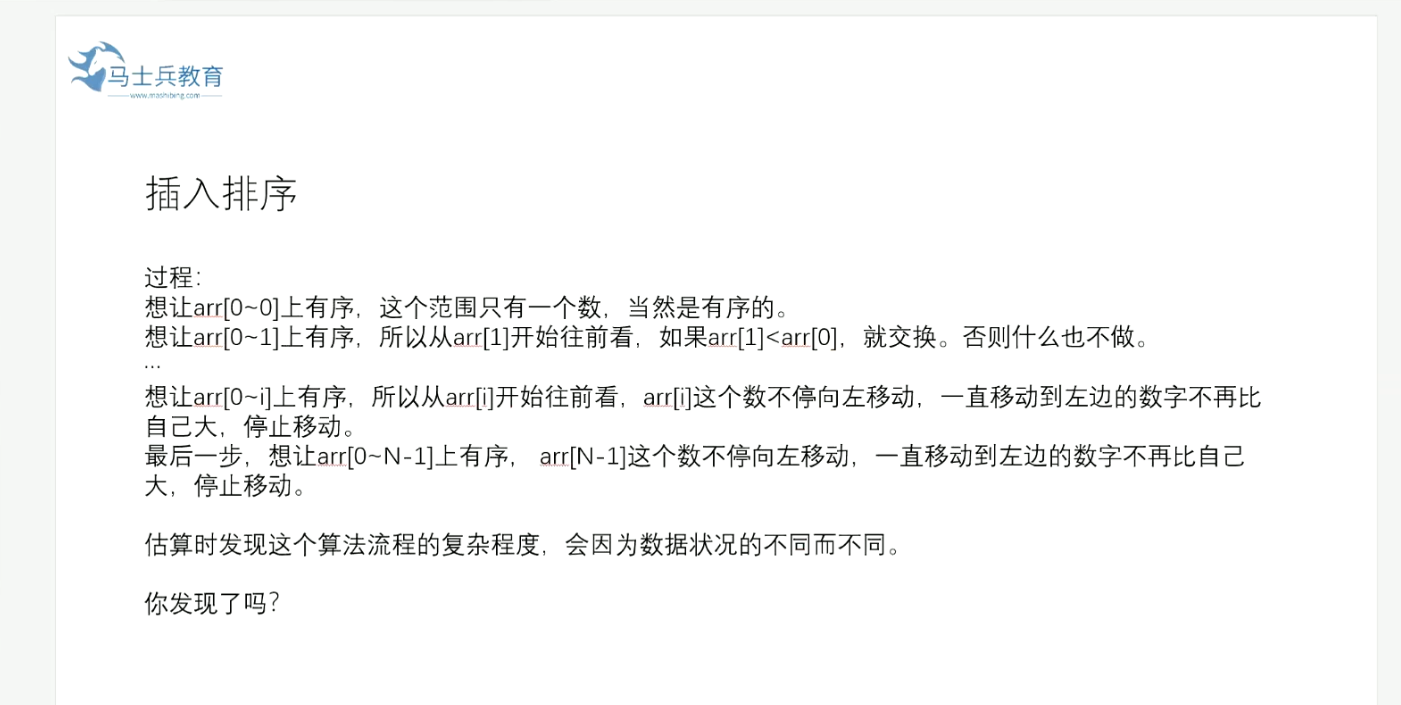 马士兵教育
www.mashibing.com
插入排序
过程：
想让arr[0~0]上有序，这个范围只有一个数，当然是有序的。
想让arr[0~1]上有序，所以从arr[1]开始往前看，如果arr[1]<arr[0]，就交换。否则什么也不做。
…
想让arr[0~i]上有序，所以从arr[i]开始往前看，arr[i]这个数不停向左移动，一直移动到左边的数字不再比
自己大，停止移动。
最后一步，想让arr[0~N-1]上有序， arr[N-1]这个数不停向左移动，一直移动到左边的数字不再比自己
大，停止移动。
估算时发现这个算法流程的复杂程度，会因为数据状况的不同而不同。
你发现了吗？